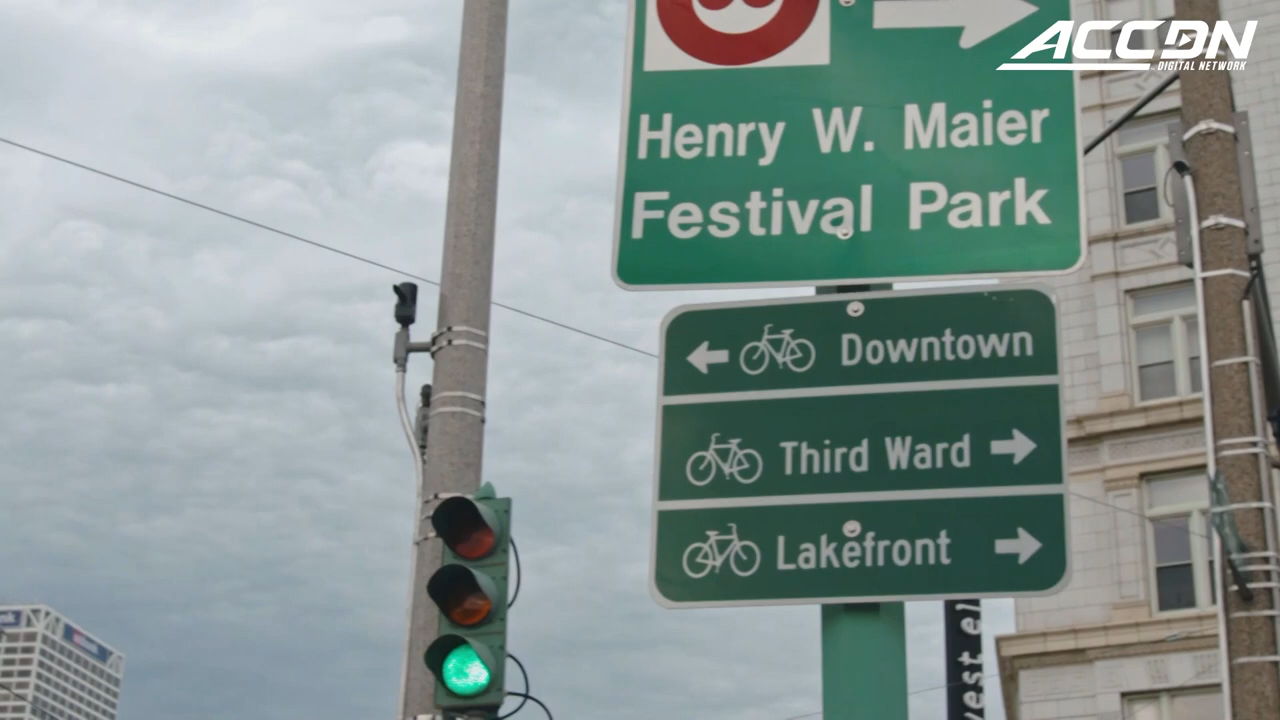 ACCDN
DIGITAL NETWORK
Henry W. Maier
Festival Park
Downtown
Third Ward
Lakefront